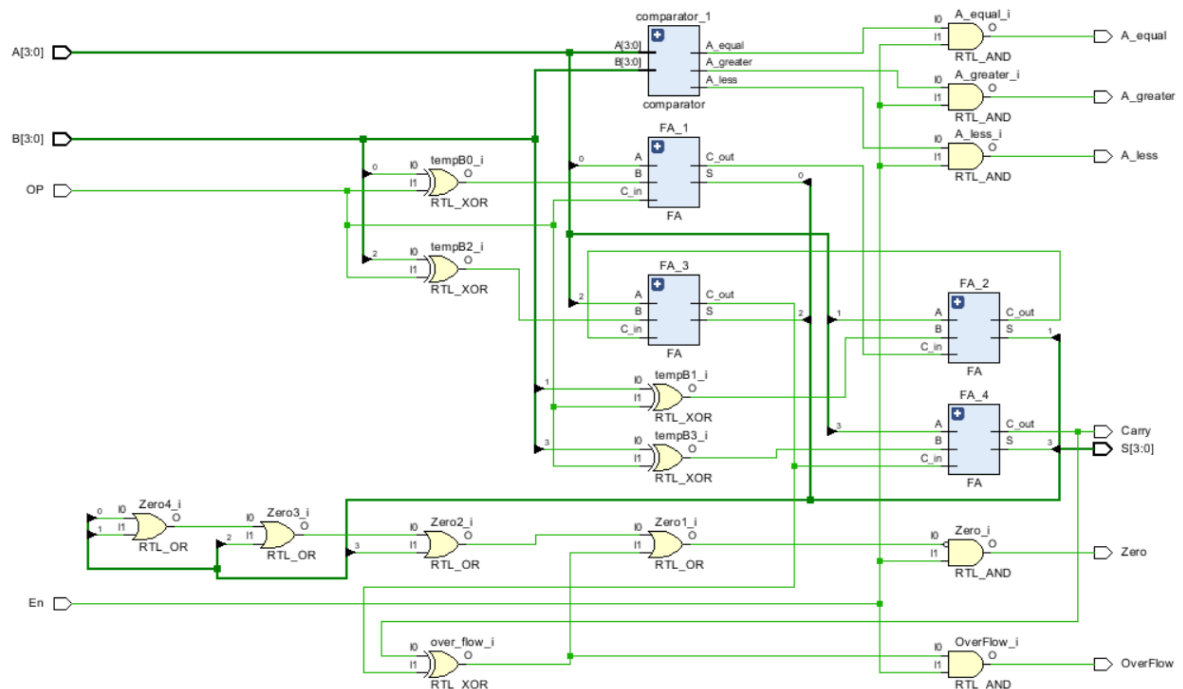 comparator_1
A_equal_i
I0
O
I1
RTL_AND
A_equal
A[3:0]
A[3:0]
B[3:0]
A_equal
A_greater
A_less
comparator
A_greater_i
I0
O
I1
RTL_AND
A_greater
B[3:0]
FA_1
A_less_i
I0
O
I1
RTL_AND
A_less
0
tempB0_i
I0
O
I1
RTL_XOR
0
A
B
C_in
C_out
S
FA
0
OP
2
tempB2_i
I0
O
I1
RTL_XOR
FA_3
2
A
B
C_in
C_out
S
FA
2
FA_2
1
A
B
C_in
C_out
S
FA
1
1
tempB1_i
I0
O
I1
RTL_XOR
FA_4
3
A
B
C_in
C_out
S
FA
3
Carry
S[3:0]
3
tempB3_i
I0
O
I1
RTL_XOR
0
1
Zero4_i
I0
O
I1
RTL_OR
2
Zero3_i
I0
O
I1
RTL_OR
3
Zero2_i
I0
O
I1
RTL_OR
Zero1_i
I0
O
I1
RTL_OR
Zero_i
I0
O
I1
RTL_AND
Zero
En
over_flow_i
I0
O
I1
RTL_XOR
OverFlow_i
I0
O
I1
RTL_AND
OverFlow